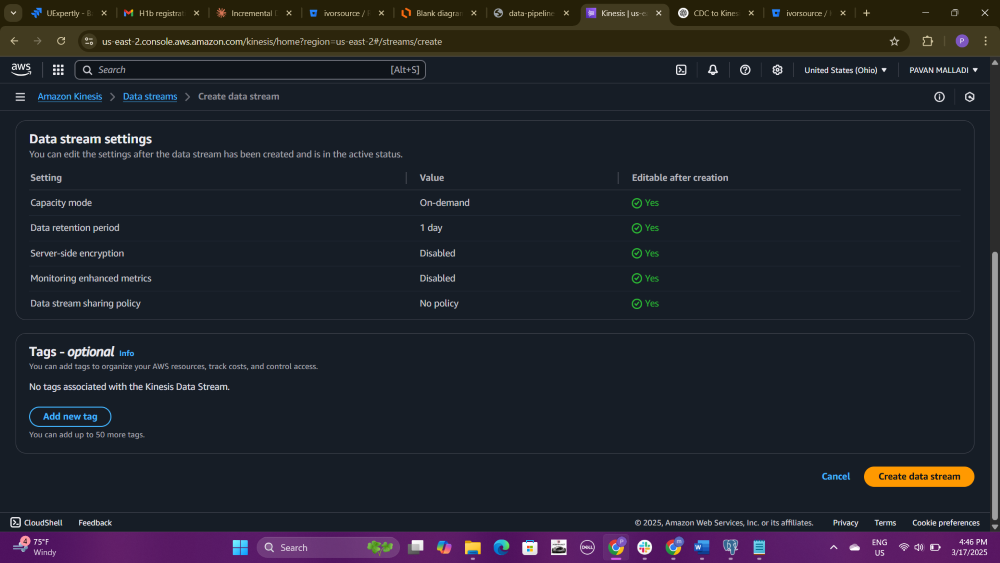 UExpertly - B
H1b registrat
Incremental D
ivorsource /
Blank diagram
data-pipeline
Kinesis | us-e
CDC to Kines
ivorsource /
us-east-2.console.aws.amazon.com/kinesis/home?region=us-east-2#/streams/create
P
aws
Search
[Alt+S]
United States (Ohio) ▼
PAVAN MALLADI ▼
Amazon Kinesis > Data streams > Create data stream
Data stream settings
You can edit the settings after the data stream has been created and is in the active status.
Setting Value Editable after creation
Capacity mode On-demand Yes
Data retention period 1 day Yes
Server-side encryption Disabled Yes
Monitoring enhanced metrics Disabled Yes
Data stream sharing policy No policy Yes
Tags - optional Info
You can add tags to organize your AWS resources, track costs, and control access.
No tags associated with the Kinesis Data Stream.
Add new tag
You can add up to 50 more tags.
Cancel
Create data stream
CloudShell
Feedback
© 2025, Amazon Web Services, Inc. or its affiliates.
Privacy
Terms
Cookie preferences
4
75°F
Windy
Search
DELL
ENG
US
4:46 PM
3/17/2025